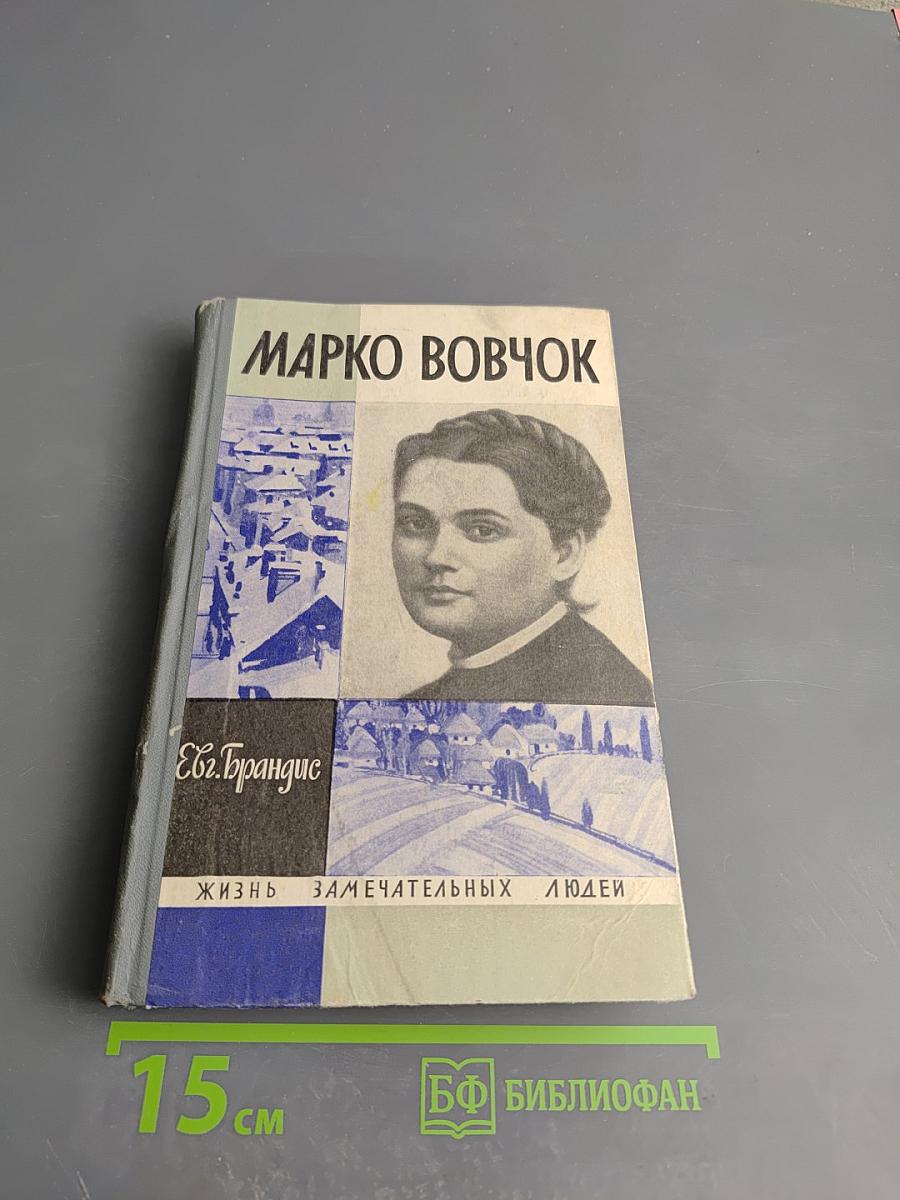 МАРКО ВОВЧОК
Евг. Брандис
ЖИЗНЬ ЗАМЕЧАТЕЛЬНЫХ ЛЮДЕЙ
15 см
БФ БИБЛИОФАН